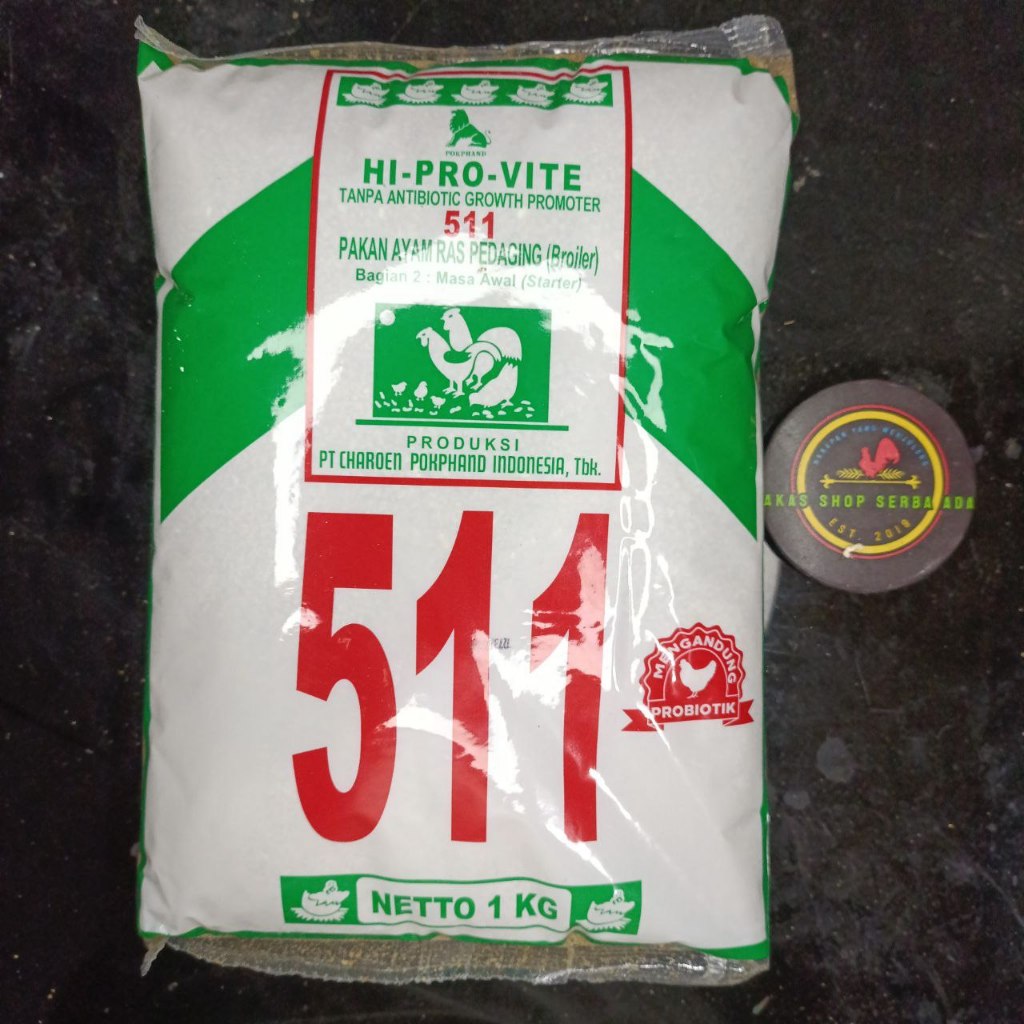 POKPHAND
HI-PRO-VITE
TANPA ANTIBIOTIC GROWTH PROMOTER
511
PAKAN AYAM RAS PEDAGING (Broiler)
Bagian 2 : Masa Awal (Starter)
PRODUKSI
PT CHAROEN POKPHAND INDONESIA, Tbk.
511
MENGANDUNG
PROBIOTIK
NETTO 1 KG
AKAS SHOP SERBA ADA
EST. 2019